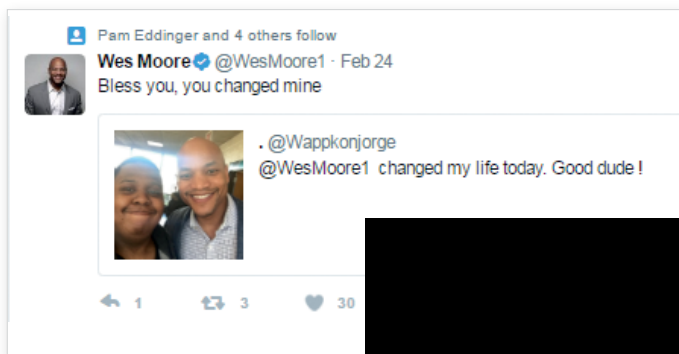 Pam Eddinger and 4 others follow
Wes Moore @WesMoore1 · Feb 24
Bless you, you changed mine
. @Wappkonjorge
@WesMoore1 changed my life today. Good dude !
1 3 30